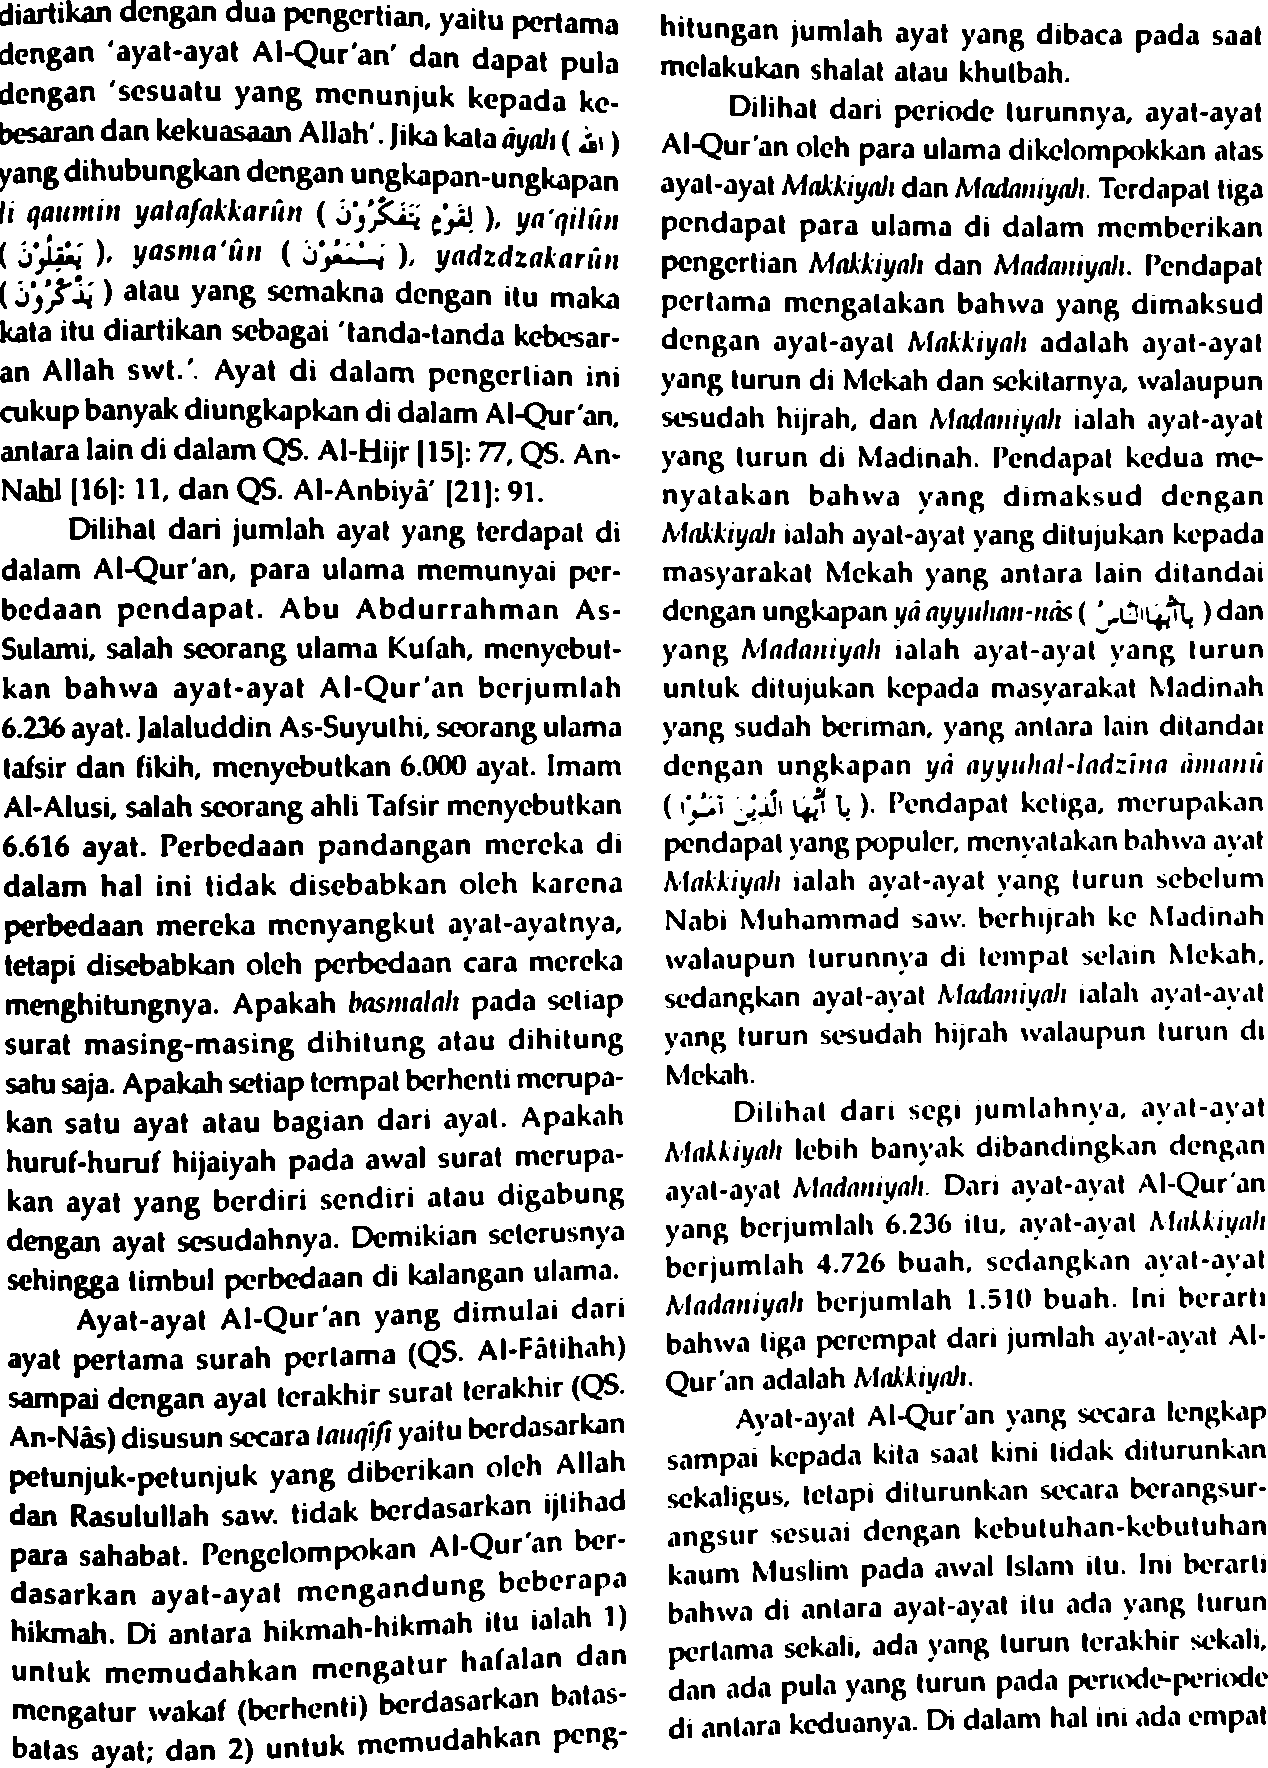 diartikan dengan dua pengertian, yaitu pertama
dengan 'ayat-ayat Al-Qur'an' dan dapat pula
dengan 'sesuatu yang menunjuk kepada ke-
besaran dan kekuasaan Allah'. Jika kata âyah ( )
yang dihubungkan dengan ungkapan-ungkapan
li qaumin yatafakkarûn ( لِقَوْمٍ يَتَفَكَّرُوْنَ ), ya'qilûn
( يَعْقِلُوْنَ ), yasma'ûn ( يَسْمَعُوْنَ ), yadzdzakarûn
( يَذَّكَّرُوْنَ ) atau yang semakna dengan itu maka
kata itu diartikan sebagai 'tanda-tanda kebesar-
an Allah swt.'. Ayat di dalam pengertian ini
cukup banyak diungkapkan di dalam Al-Qur'an,
antara lain di dalam QS. Al-Hijr [15]: 77, QS. An-
Nahl [16]: 11, dan QS. Al-Anbiyâ' [21]: 91.
Dilihat dari jumlah ayat yang terdapat di
dalam Al-Qur'an, para ulama memunyai per-
bedaan pendapat. Abu Abdurrahman As-
Sulami, salah seorang ulama Kufah, menyebut-
kan bahwa ayat-ayat Al-Qur'an berjumlah
6.236 ayat. Jalaluddin As-Suyuthi, seorang ulama
tafsir dan fikih, menyebutkan 6.000 ayat. Imam
Al-Alusi, salah seorang ahli Tafsir menyebutkan
6.616 ayat. Perbedaan pandangan mereka di
dalam hal ini tidak disebabkan oleh karena
perbedaan mereka menyangkut ayat-ayatnya,
tetapi disebabkan oleh perbedaan cara mereka
menghitungnya. Apakah basmalah pada setiap
surat masing-masing dihitung atau dihitung
satu saja. Apakah setiap tempat berhenti merupa-
kan satu ayat atau bagian dari ayat. Apakah
huruf-huruf hijaiyah pada awal surat merupa-
kan ayat yang berdiri sendiri atau digabung
dengan ayat sesudahnya. Demikian seterusnya
sehingga timbul perbedaan di kalangan ulama.
Ayat-ayat Al-Qur'an yang dimulai dari
ayat pertama surah pertama (QS. Al-Fâtihah)
sampai dengan ayat terakhir surat terakhir (QS.
An-Nâs) disusun secara tauqîfî yaitu berdasarkan
petunjuk-petunjuk yang diberikan oleh Allah
dan Rasulullah saw. tidak berdasarkan ijtihad
para sahabat. Pengelompokan Al-Qur'an ber-
dasarkan ayat-ayat mengandung beberapa
hikmah. Di antara hikmah-hikmah itu ialah 1)
untuk memudahkan mengatur hafalan dan
mengatur wakaf (berhenti) berdasarkan batas-
batas ayat; dan 2) untuk memudahkan peng-
hitungan jumlah ayat yang dibaca pada saat
melakukan shalat atau khutbah.
Dilihat dari periode turunnya, ayat-ayat
Al-Qur'an oleh para ulama dikelompokkan atas
ayat-ayat Makkiyah dan Madaniyah. Terdapat tiga
pendapat para ulama di dalam memberikan
pengertian Makkiyah dan Madaniyah. Pendapat
pertama mengatakan bahwa yang dimaksud
dengan ayat-ayat Makkiyah adalah ayat-ayat
yang turun di Mekah dan sekitarnya, walaupun
sesudah hijrah, dan Madaniyah ialah ayat-ayat
yang turun di Madinah. Pendapat kedua me-
nyatakan bahwa yang dimaksud dengan
Makkiyah ialah ayat-ayat yang ditujukan kepada
masyarakat Mekah yang antara lain ditandai
dengan ungkapan yâ ayyuhan-nâs ( يَاأَيُّهَاالنَّاسُ ) dan
yang Madaniyah ialah ayat-ayat yang turun
untuk ditujukan kepada masyarakat Madinah
yang sudah beriman, yang antara lain ditandai
dengan ungkapan yâ ayyuhal-ladzîna âmanû
( يَا أَيُّهَا الَّذِيْنَ آمَنُوْا ). Pendapat ketiga, merupakan
pendapat yang populer, menyatakan bahwa ayat
Makkiyah ialah ayat-ayat yang turun sebelum
Nabi Muhammad saw. berhijrah ke Madinah
walaupun turunnya di tempat selain Mekah,
sedangkan ayat-ayat Madaniyah ialah ayat-ayat
yang turun sesudah hijrah walaupun turun di
Mekah.
Dilihat dari segi jumlahnya, ayat-ayat
Makkiyah lebih banyak dibandingkan dengan
ayat-ayat Madaniyah. Dari ayat-ayat Al-Qur'an
yang berjumlah 6.236 itu, ayat-ayat Makkiyah
berjumlah 4.726 buah, sedangkan ayat-ayat
Madaniyah berjumlah 1.510 buah. Ini berarti
bahwa tiga perempat dari jumlah ayat-ayat Al-
Qur'an adalah Makkiyah.
Ayat-ayat Al-Qur'an yang secara lengkap
sampai kepada kita saat kini tidak diturunkan
sekaligus, tetapi diturunkan secara berangsur-
angsur sesuai dengan kebutuhan-kebutuhan
kaum Muslim pada awal Islam itu. Ini berarti
bahwa di antara ayat-ayat itu ada yang turun
pertama sekali, ada yang turun terakhir sekali,
dan ada pula yang turun pada periode-periode
di antara keduanya. Di dalam hal ini ada empat